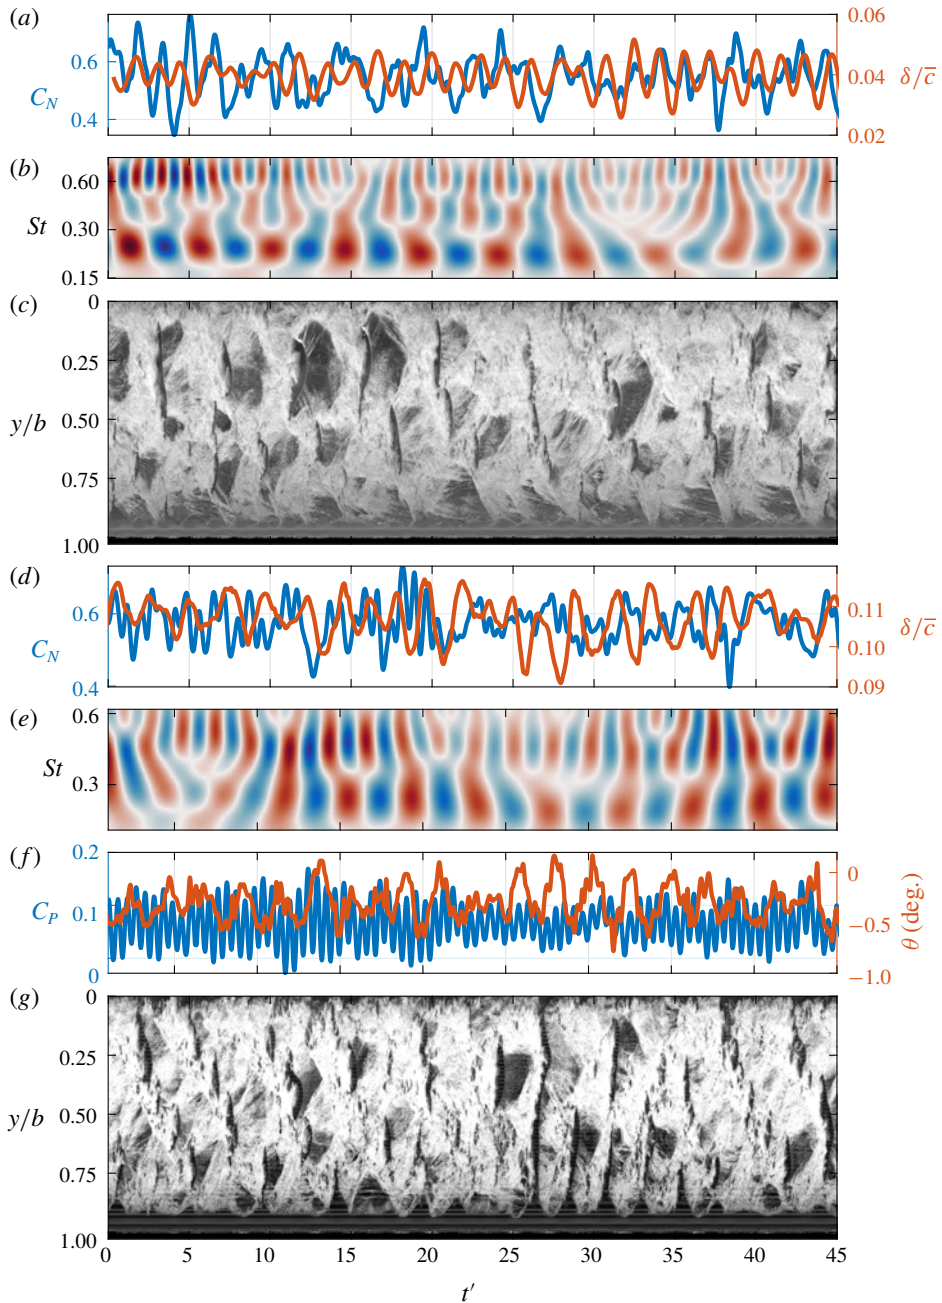 (a)
0.6
C_N
0.4
0.06
0.04
δ/c̅
0.02
(b)
0.60
St
0.30
0.15
(c)
0
0.25
y/b
0.50
0.75
1.00
(d)
0.6
C_N
0.4
0.11
δ/c̅
0.10
0.09
(e)
0.6
St
0.3
(f)
0.2
C_P
0.1
0
0
−0.5
θ (deg.)
−1.0
(g)
0
0.25
y/b
0.50
0.75
1.00
0 5 10 15 20 25 30 35 40 45
t′